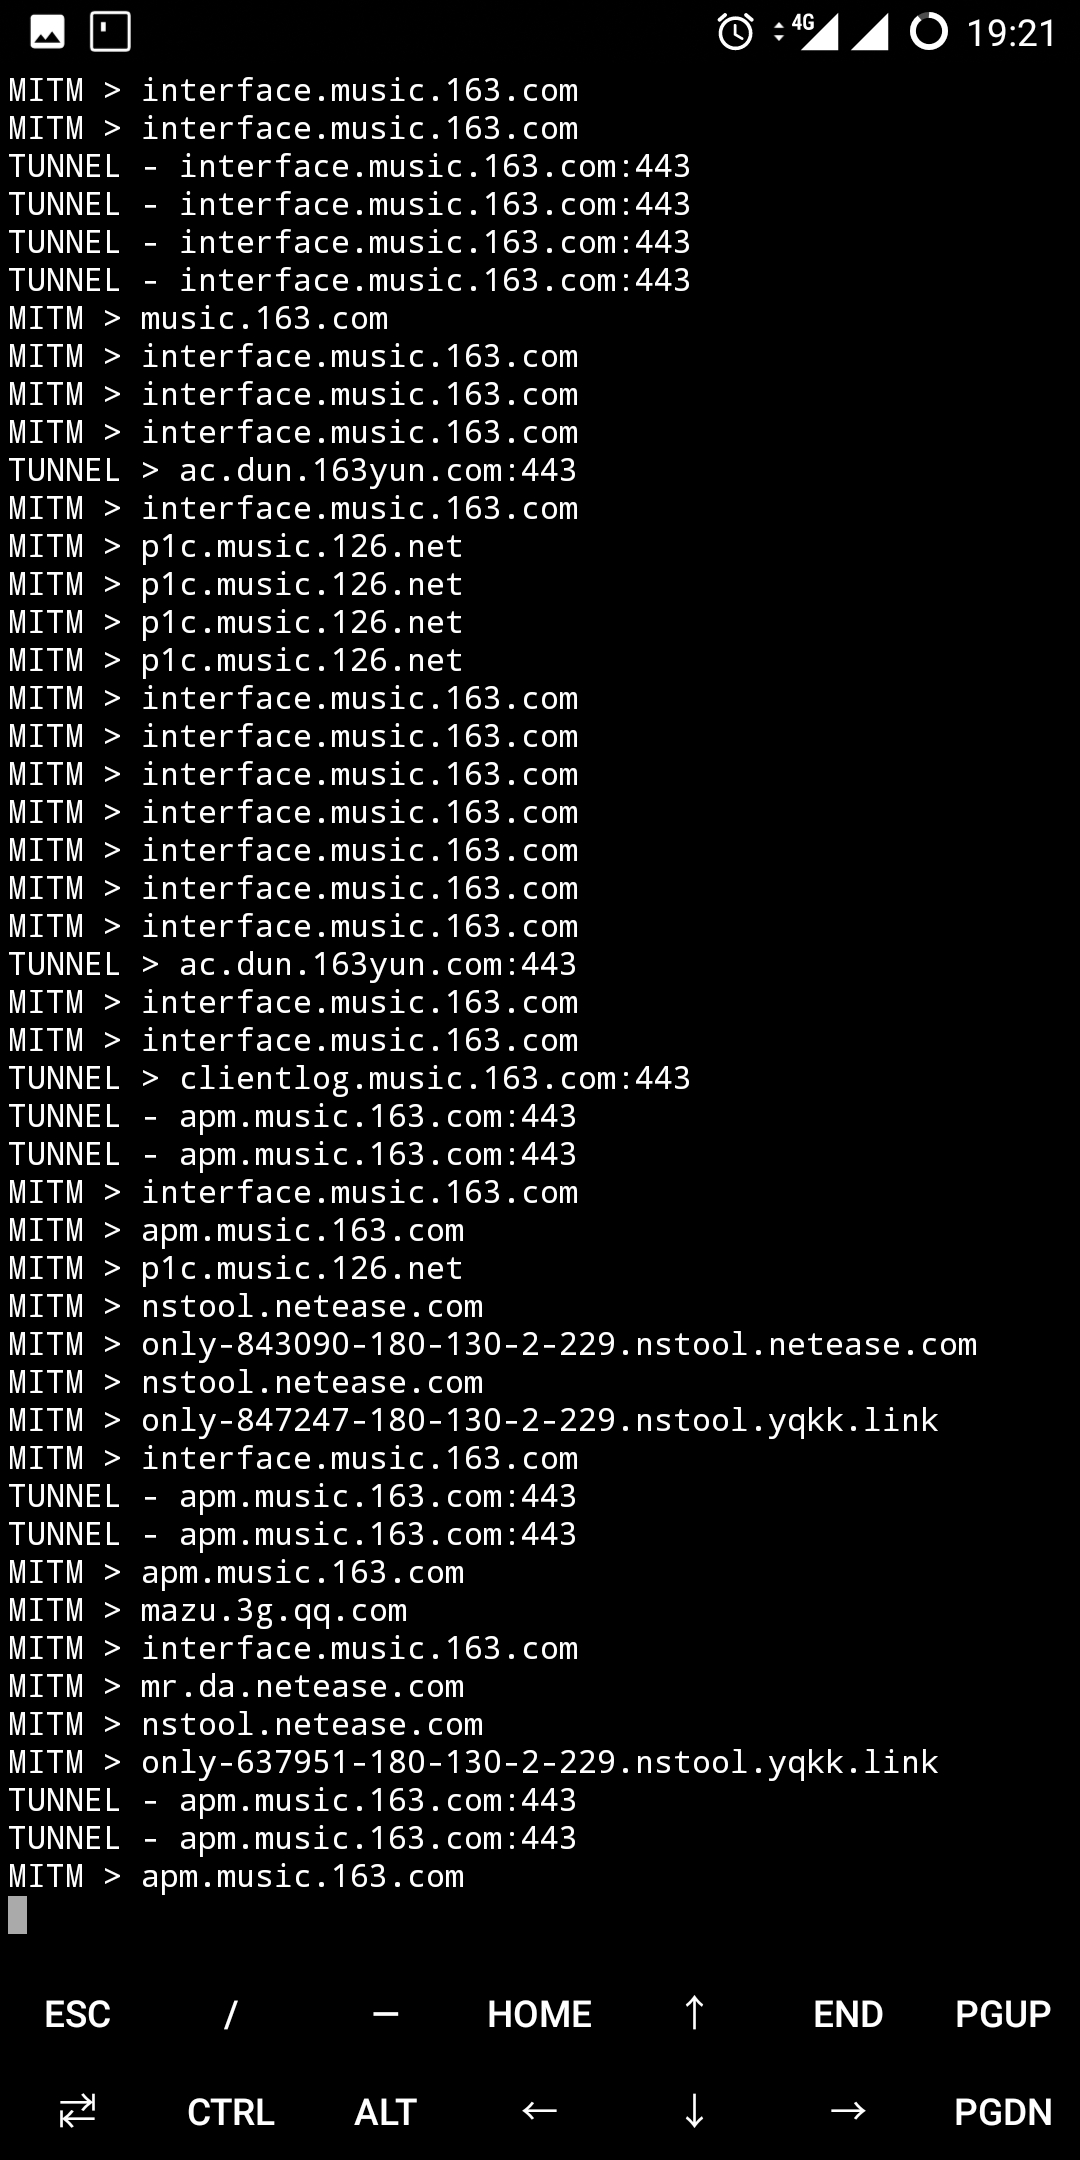 4G 19:21
MITM > interface.music.163.com
MITM > interface.music.163.com
TUNNEL - interface.music.163.com:443
TUNNEL - interface.music.163.com:443
TUNNEL - interface.music.163.com:443
TUNNEL - interface.music.163.com:443
MITM > music.163.com
MITM > interface.music.163.com
MITM > interface.music.163.com
MITM > interface.music.163.com
TUNNEL > ac.dun.163yun.com:443
MITM > interface.music.163.com
MITM > p1c.music.126.net
MITM > p1c.music.126.net
MITM > p1c.music.126.net
MITM > p1c.music.126.net
MITM > interface.music.163.com
MITM > interface.music.163.com
MITM > interface.music.163.com
MITM > interface.music.163.com
MITM > interface.music.163.com
MITM > interface.music.163.com
MITM > interface.music.163.com
TUNNEL > ac.dun.163yun.com:443
MITM > interface.music.163.com
MITM > interface.music.163.com
TUNNEL > clientlog.music.163.com:443
TUNNEL - apm.music.163.com:443
TUNNEL - apm.music.163.com:443
MITM > interface.music.163.com
MITM > apm.music.163.com
MITM > p1c.music.126.net
MITM > nstool.netease.com
MITM > only-843090-180-130-2-229.nstool.netease.com
MITM > nstool.netease.com
MITM > only-847247-180-130-2-229.nstool.yqkk.link
MITM > interface.music.163.com
TUNNEL - apm.music.163.com:443
TUNNEL - apm.music.163.com:443
MITM > apm.music.163.com
MITM > mazu.3g.qq.com
MITM > interface.music.163.com
MITM > mr.da.netease.com
MITM > nstool.netease.com
MITM > only-637951-180-130-2-229.nstool.yqkk.link
TUNNEL - apm.music.163.com:443
TUNNEL - apm.music.163.com:443
MITM > apm.music.163.com
ESC / — HOME ↑ END PGUP
⇄ CTRL ALT ← ↓ → PGDN